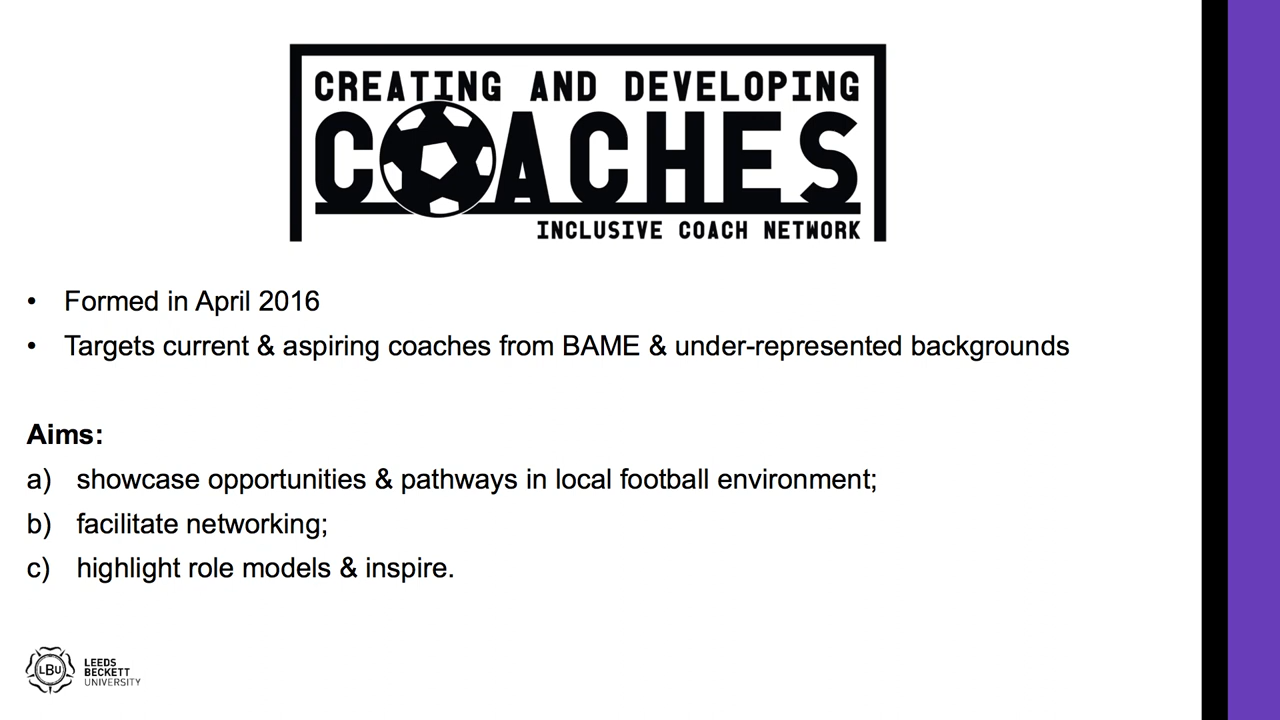 CREATING AND DEVELOPING
COACHES
INCLUSIVE COACH NETWORK
• Formed in April 2016
• Targets current & aspiring coaches from BAME & under-represented backgrounds
Aims:
a) showcase opportunities & pathways in local football environment;
b) facilitate networking;
c) highlight role models & inspire.
LBU
LEEDS
BECKETT
UNIVERSITY